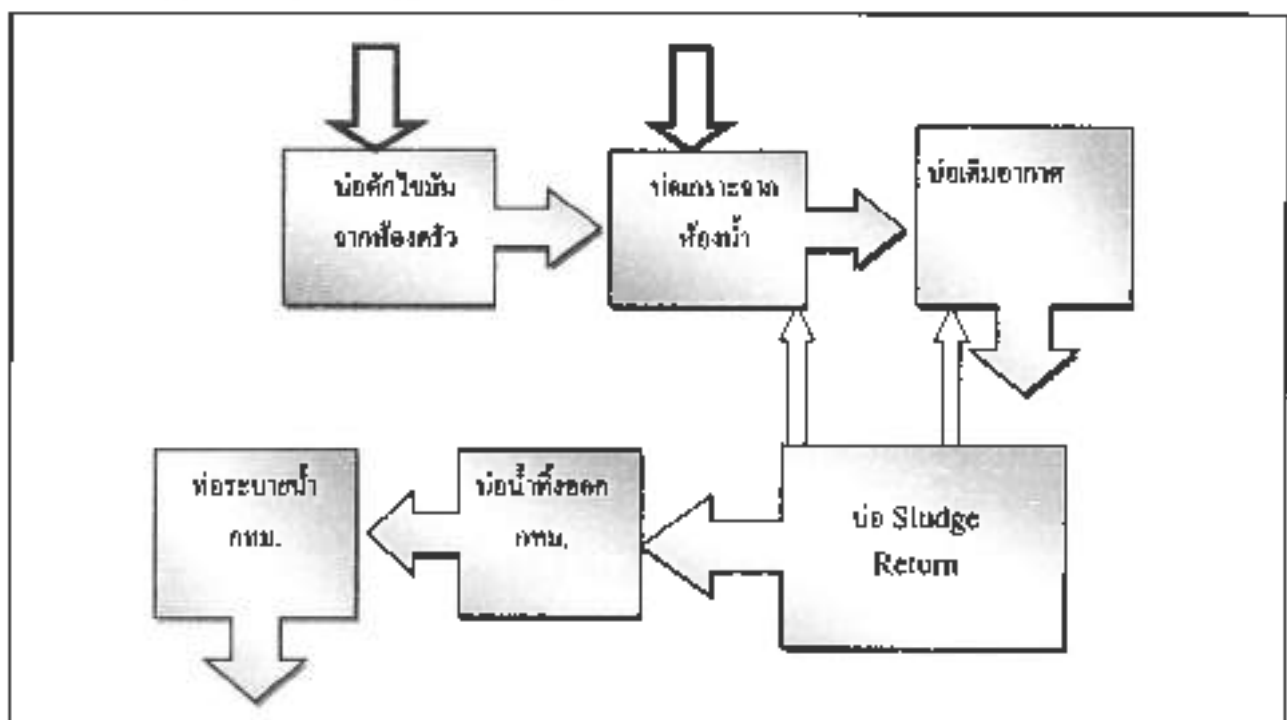 บ่อดักไขมัน
จากห้องครัว
บ่อเกราะจาก
ห้องน้ำ
บ่อเติมอากาศ
ท่อระบายน้ำ
กทม.
บ่อน้ำทิ้งออก
กทม.
บ่อ Sludge
Return